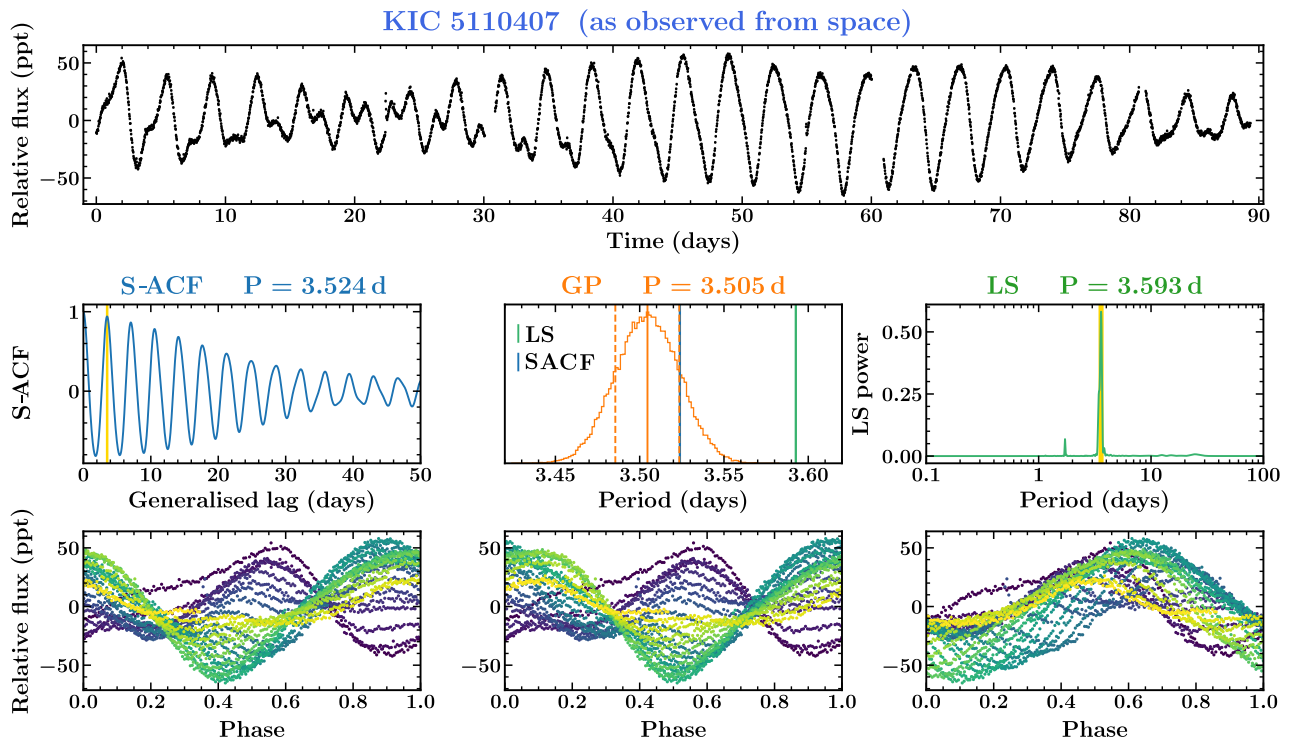 KIC 5110407 (as observed from space)
Relative flux (ppt)
50
0
−50
0 10 20 30 40 50 60 70 80 90
Time (days)
S-ACF P = 3.524 d
GP P = 3.505 d
LS P = 3.593 d
S-ACF
1
0
0 10 20 30 40 50
Generalised lag (days)
LS
SACF
3.45 3.50 3.55 3.60
Period (days)
LS power
0.50
0.25
0.00
0.1 1 10 100
Period (days)
Relative flux (ppt)
50
0
−50
0.0 0.2 0.4 0.6 0.8 1.0
Phase
50
0
−50
0.0 0.2 0.4 0.6 0.8 1.0
Phase
50
0
−50
0.0 0.2 0.4 0.6 0.8 1.0
Phase